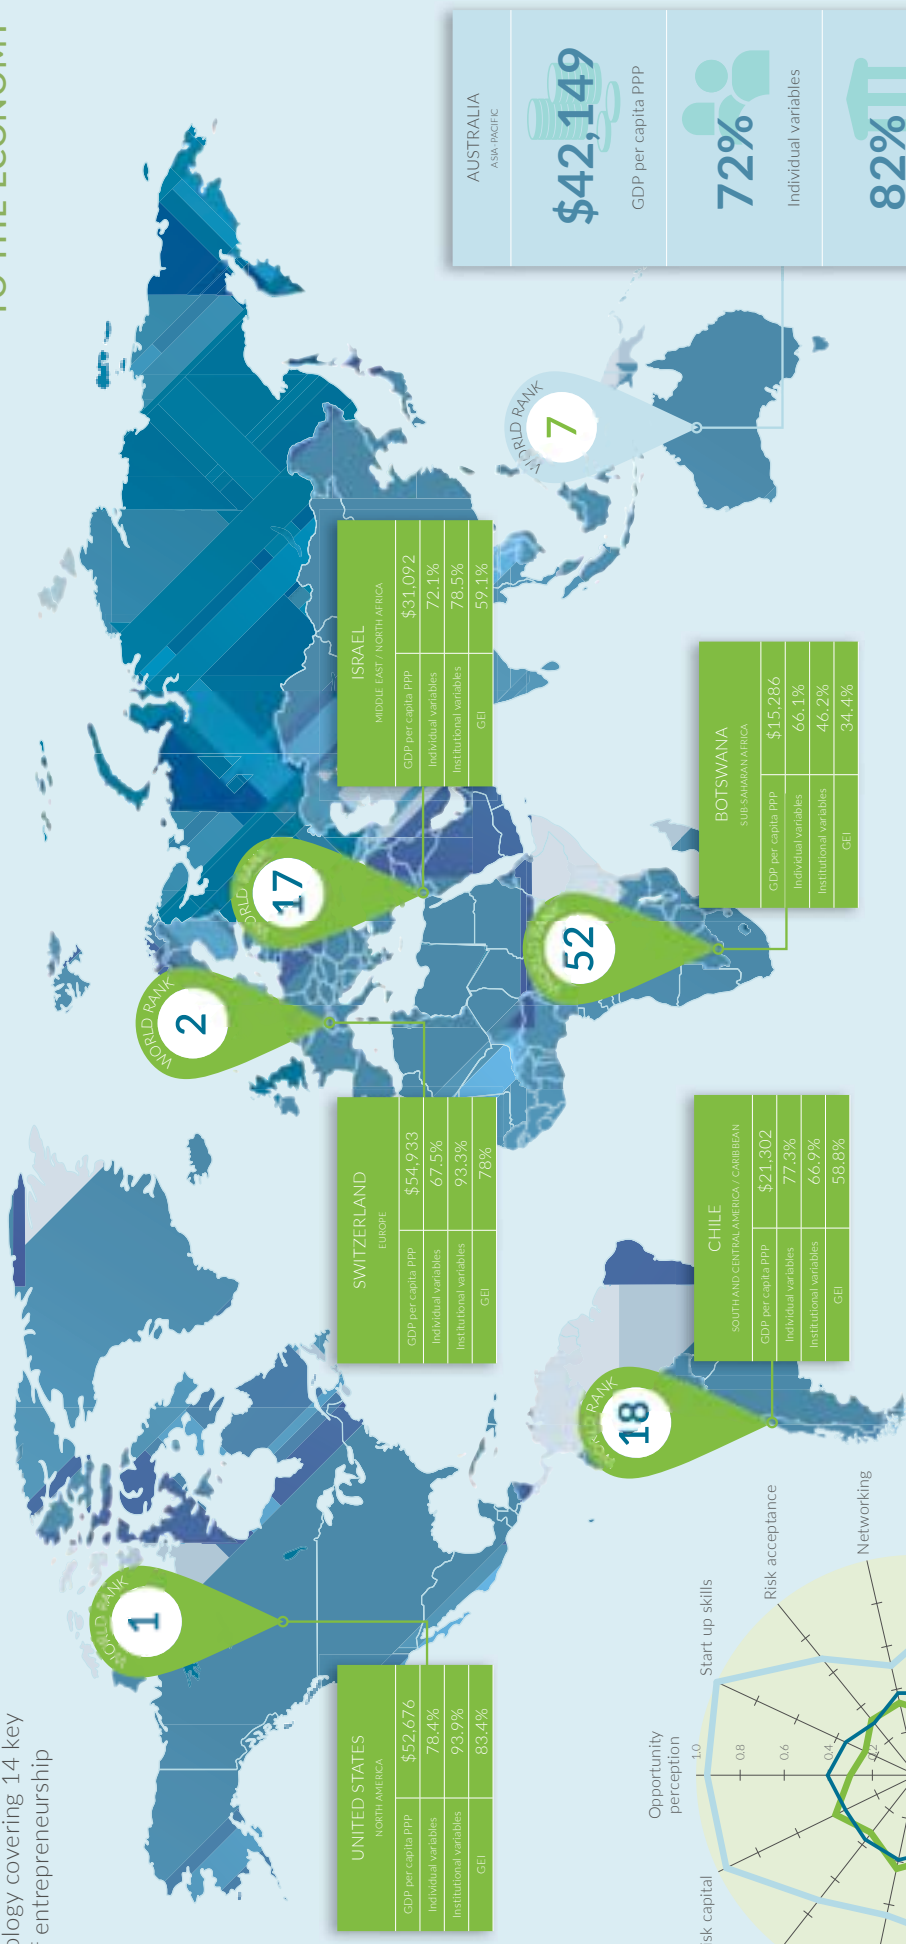 TO THE ECONOMY
ology covering 14 key
entrepreneurship
WORLD RANK
1
UNITED STATES
NORTH AMERICA
GDP per capita PPP $52,676
Individual variables 78.4%
Institutional variables 93.9%
GEI 83.4%
WORLD RANK
2
SWITZERLAND
EUROPE
GDP per capita PPP $54,933
Individual variables 67.5%
Institutional variables 93.3%
GEI 78%
WORLD RANK
17
ISRAEL
MIDDLE EAST / NORTH AFRICA
GDP per capita PPP $31,092
Individual variables 72.1%
Institutional variables 78.5%
GEI 59.1%
WORLD RANK
7
AUSTRALIA
ASIA-PACIFIC
$42,149
GDP per capita PPP
72%
Individual variables
82%
WORLD RANK
18
CHILE
SOUTH AND CENTRAL AMERICA / CARIBBEAN
GDP per capita PPP $21,302
Individual variables 77.3%
Institutional variables 66.9%
GEI 58.8%
WORLD RANK
52
BOTSWANA
SUB-SAHARAN AFRICA
GDP per capita PPP $15,286
Individual variables 66.1%
Institutional variables 46.2%
GEI 34.4%
Opportunity
perception
Start up skills
Risk acceptance
Networking
isk capital
1.0
0.8
0.6
0.4
0.2